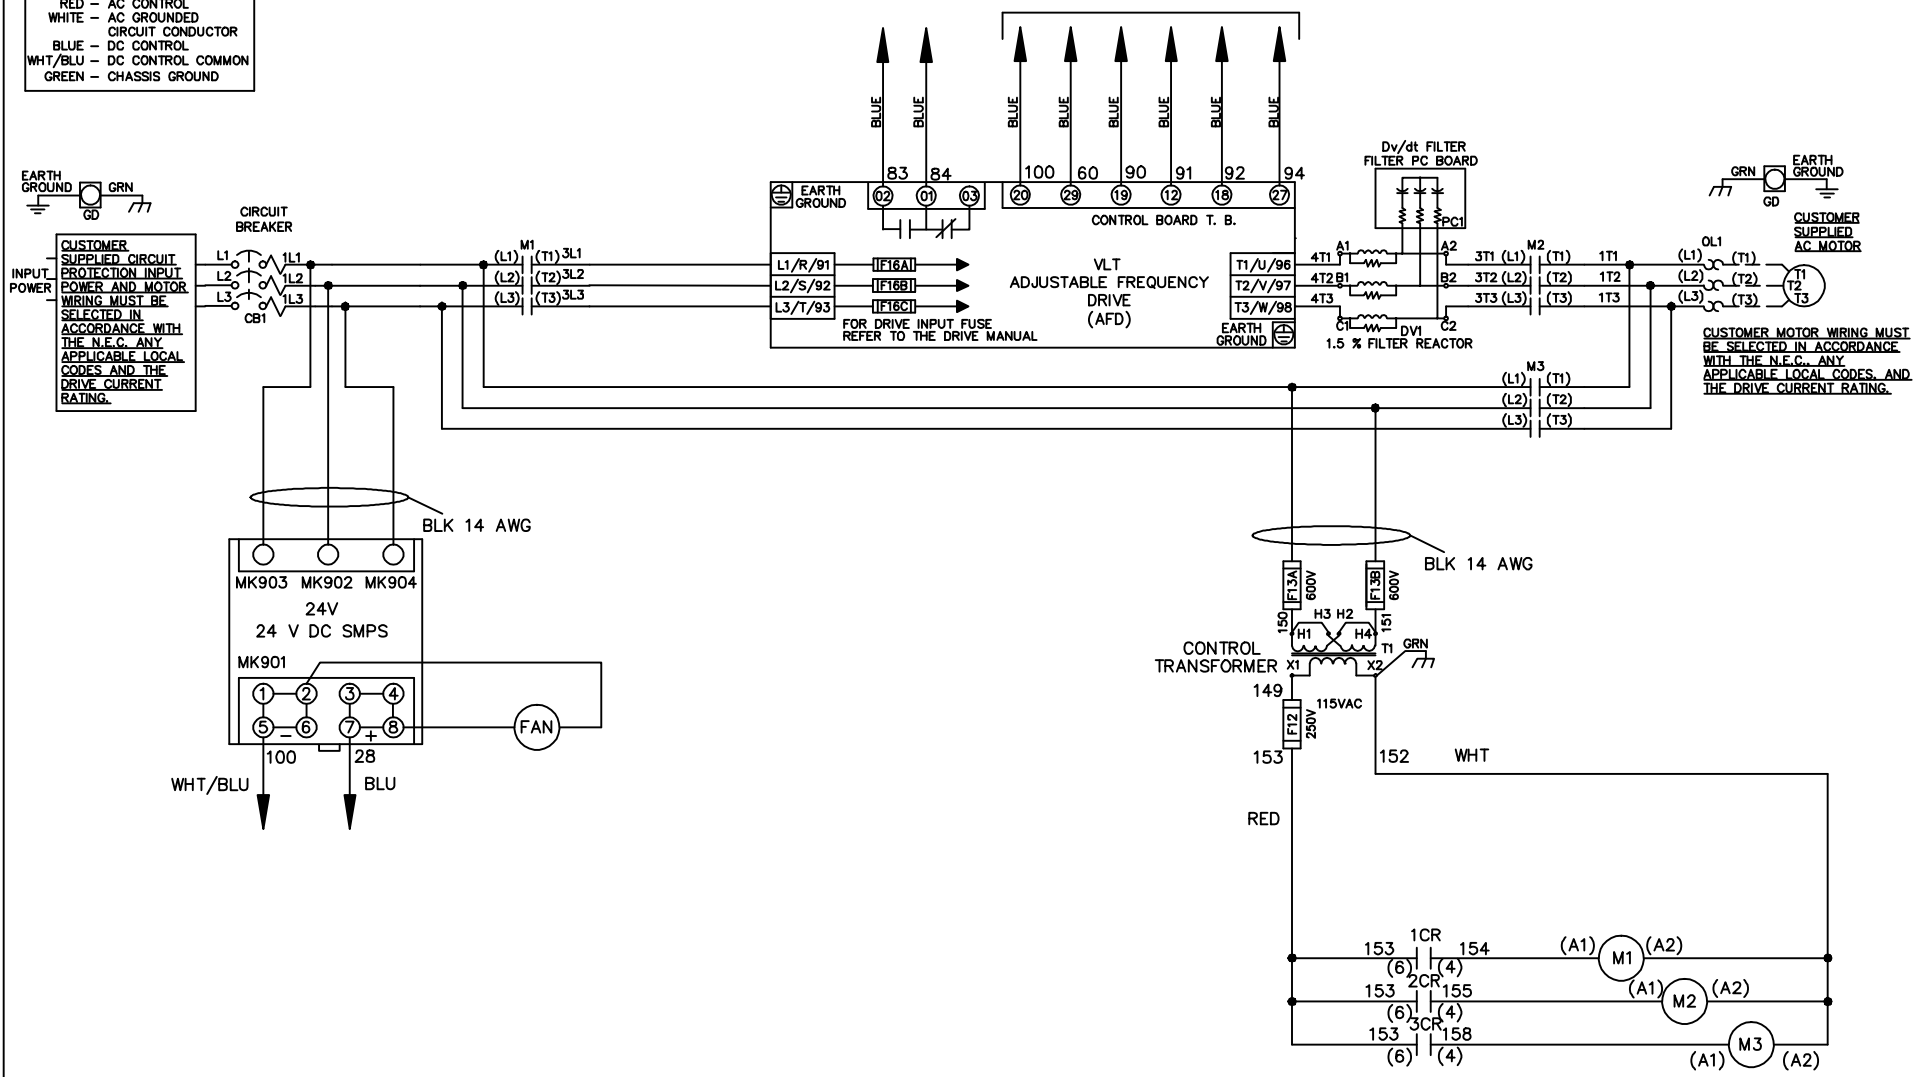 RED – AC CONTROL
WHITE – AC GROUNDED
CIRCUIT CONDUCTOR
BLUE – DC CONTROL
WHT/BLU – DC CONTROL COMMON
GREEN – CHASSIS GROUND
BLUE
BLUE
BLUE
BLUE
BLUE
BLUE
BLUE
BLUE
83
84
100
60
90
91
92
94
EARTH
GROUND
02
01
03
20
29
19
12
18
27
CONTROL BOARD T. B.
Dv/dt FILTER
FILTER PC BOARD
PC1
EARTH
GROUND
GRN
GD
GRN
EARTH
GROUND
GD
CUSTOMER
SUPPLIED
AC MOTOR
CIRCUIT
BREAKER
INPUT
POWER
CUSTOMER
SUPPLIED CIRCUIT
PROTECTION INPUT
POWER AND MOTOR
WIRING MUST BE
SELECTED IN
ACCORDANCE WITH
THE N.E.C. ANY
APPLICABLE LOCAL
CODES AND THE
DRIVE CURRENT
RATING.
L1
L2
L3
1L1
1L2
1L3
CB1
M1
(L1) (T1) 3L1
(L2) (T2) 3L2
(L3) (T3) 3L3
L1/R/91
L2/S/92
L3/T/93
F16A
F16B
F16C
FOR DRIVE INPUT FUSE
REFER TO THE DRIVE MANUAL
VLT
ADJUSTABLE FREQUENCY
DRIVE
(AFD)
T1/U/96
T2/V/97
T3/W/98
EARTH
GROUND
4T1
4T2
4T3
A1
A2
B1
B2
C1
C2
DV1
1.5 % FILTER REACTOR
M2
3T1 (L1) (T1) 1T1
3T2 (L2) (T2) 1T2
3T3 (L3) (T3) 1T3
OL1
(L1) (T1)
(L2) (T2)
(L3) (T3)
T1
T2
T3
CUSTOMER MOTOR WIRING MUST
BE SELECTED IN ACCORDANCE
WITH THE N.E.C., ANY
APPLICABLE LOCAL CODES, AND
THE DRIVE CURRENT RATING.
M3
(L1) (T1)
(L2) (T2)
(L3) (T3)
BLK 14 AWG
MK903 MK902 MK904
24V
24 V DC SMPS
MK901
1
2
3
4
5
–
6
7
+
8
FAN
100
28
WHT/BLU
BLU
BLK 14 AWG
F13A
600V
F13B
600V
150
151
H3 H2
H1
H4
T1
GRN
CONTROL
TRANSFORMER
X1
X2
149
115VAC
F12
250V
153
152
WHT
RED
1CR
153 154
(6) (4)
(A1) M1 (A2)
2CR
153 155
(6) (4)
(A1) M2 (A2)
3CR
153 158
(6) (4)
(A1) M3 (A2)